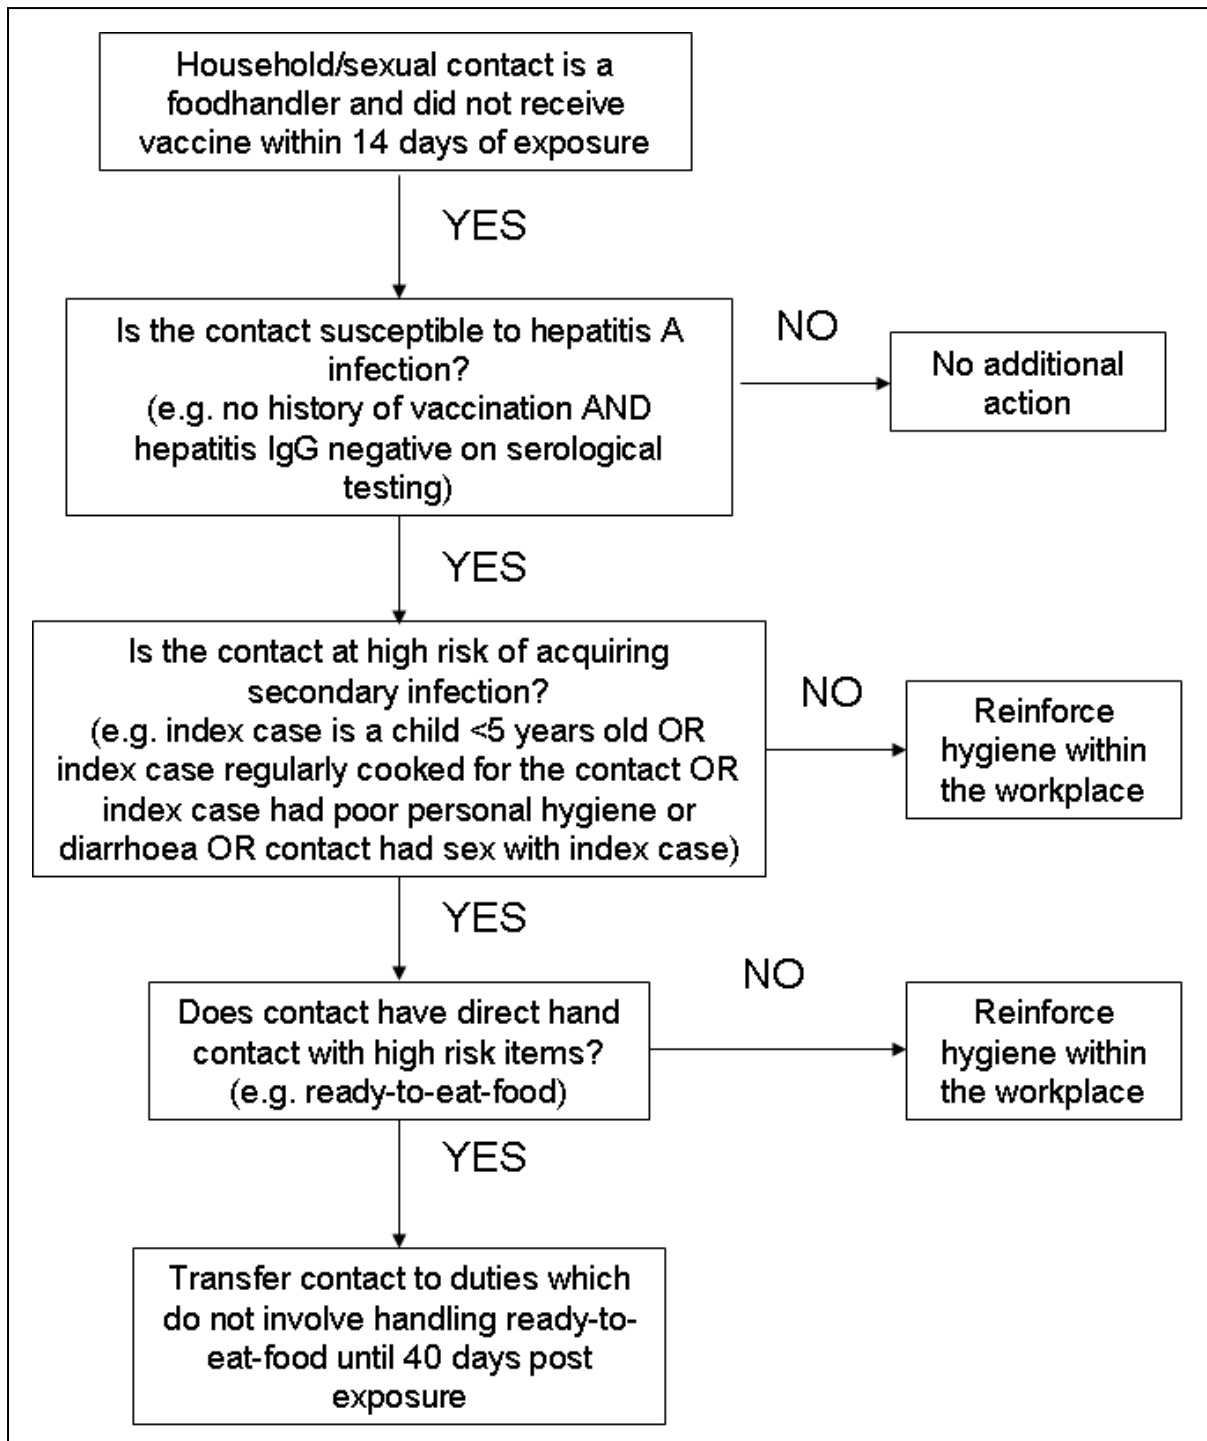 Household/sexual contact is a
foodhandler and did not receive
vaccine within 14 days of exposure
YES
Is the contact susceptible to hepatitis A
infection?
(e.g. no history of vaccination AND
hepatitis IgG negative on serological
testing)
NO
No additional
action
YES
Is the contact at high risk of acquiring
secondary infection?
(e.g. index case is a child <5 years old OR
index case regularly cooked for the contact OR
index case had poor personal hygiene or
diarrhoea OR contact had sex with index case)
NO
Reinforce
hygiene within
the workplace
YES
Does contact have direct hand
contact with high risk items?
(e.g. ready-to-eat-food)
NO
Reinforce
hygiene within
the workplace
YES
Transfer contact to duties which
do not involve handling ready-to-
eat-food until 40 days post
exposure